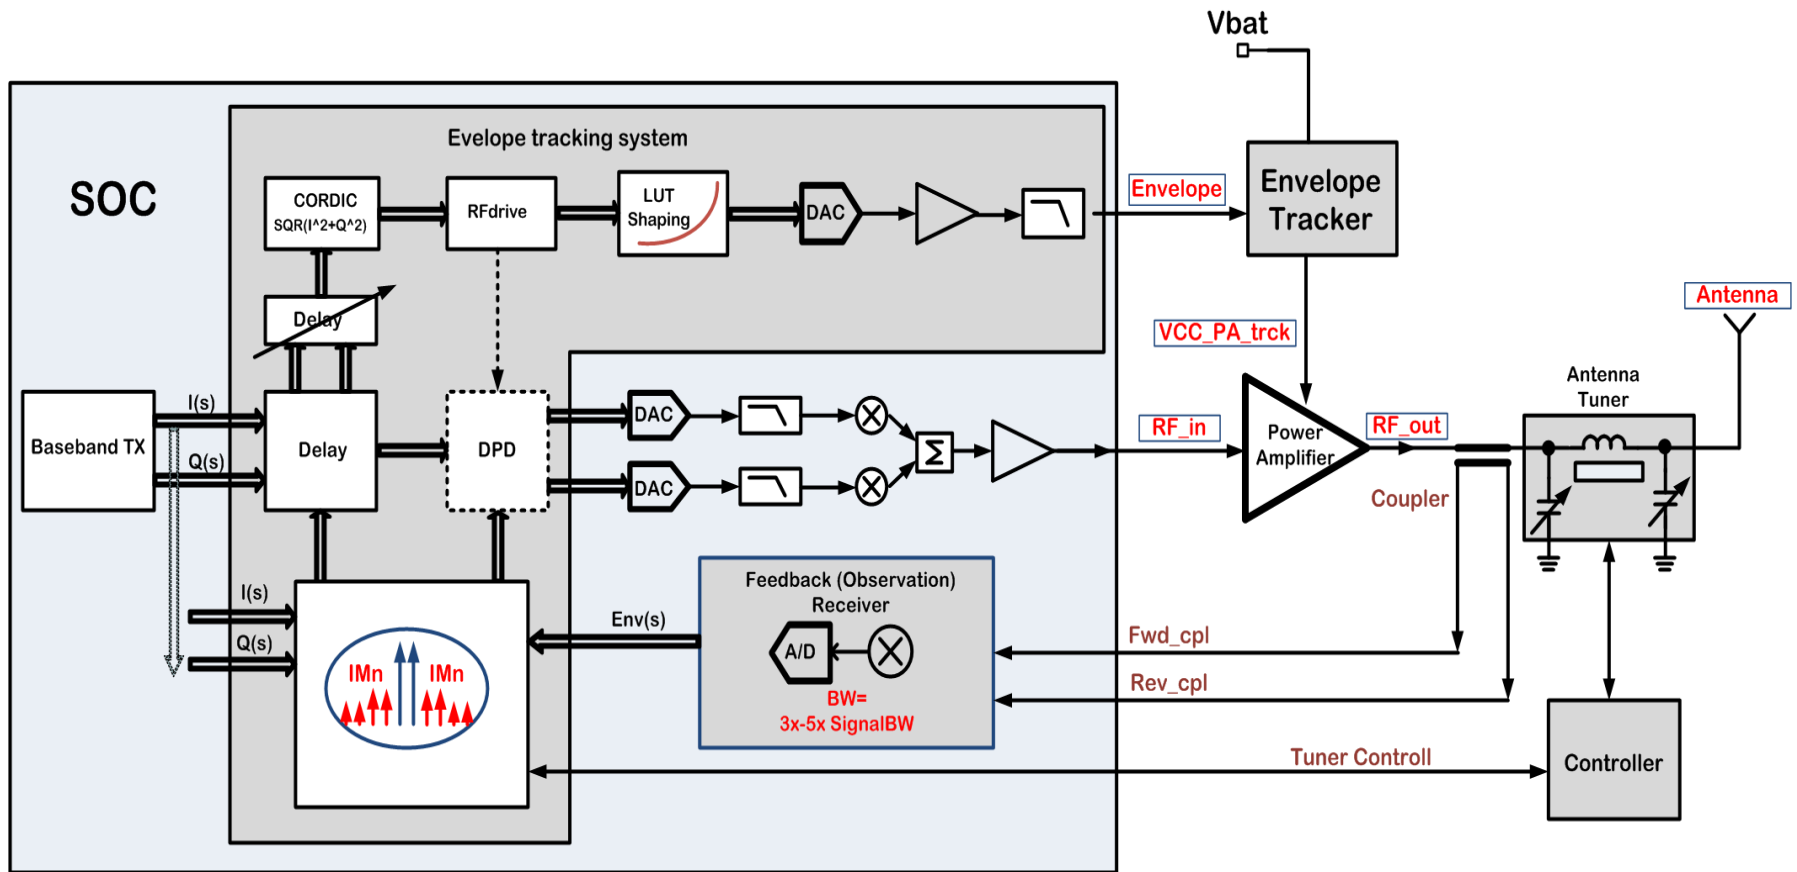 Vbat
SOC
Evelope tracking system
CORDIC
SQR(I^2+Q^2)
RFdrive
LUT
Shaping
DAC
Envelope
Envelope
Tracker
Delay
VCC_PA_trck
Antenna
Baseband TX
I(s)
Q(s)
Delay
DPD
DAC
DAC
Σ
RF_in
Power
Amplifier
RF_out
Antenna
Tuner
Coupler
I(s)
Q(s)
IMn
IMn
Env(s)
Feedback (Observation)
Receiver
A/D
BW=
3x-5x SignalBW
Fwd_cpl
Rev_cpl
Tuner Controll
Controller